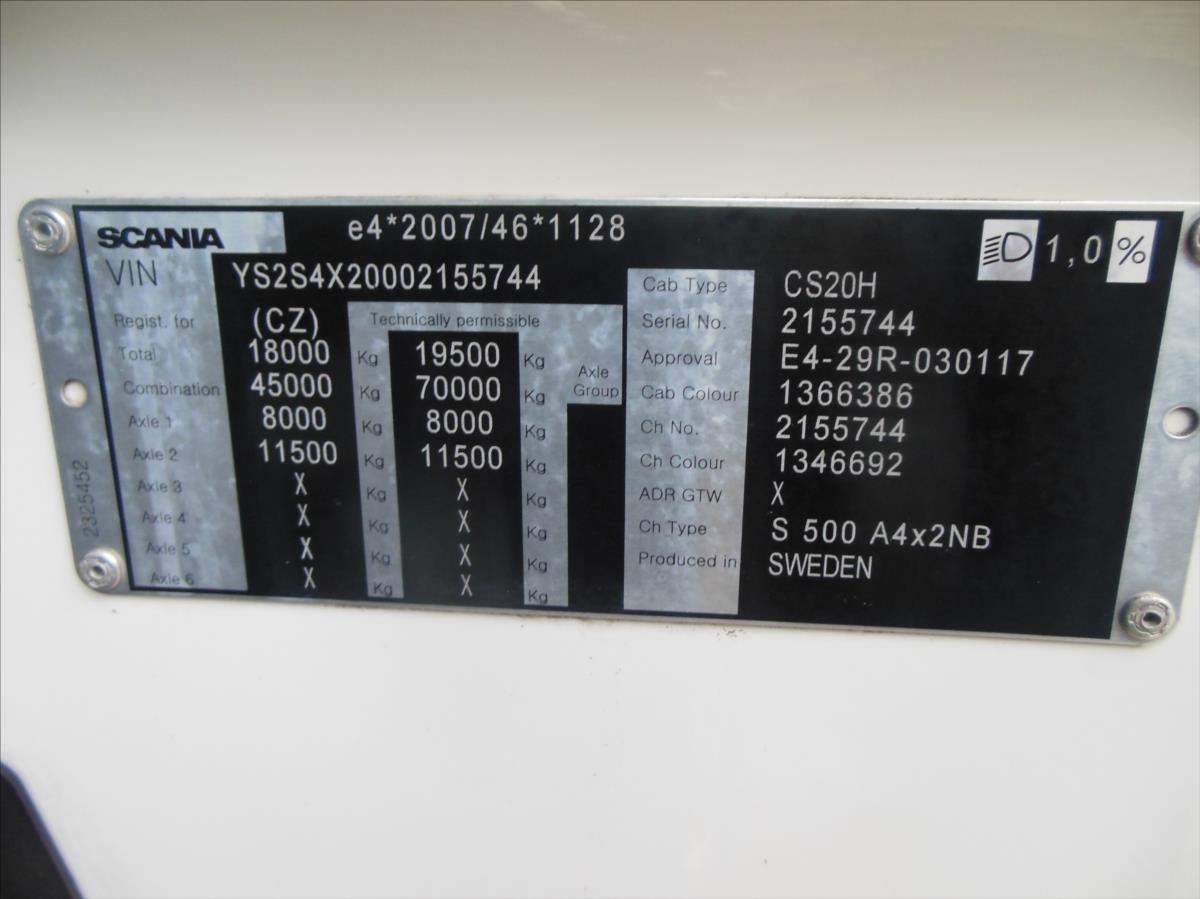 SCANIA e4*2007/46*1128 1,0 %
VIN YS2S4X20002155744
Regist. for (CZ) Technically permissible
Total 18000 Kg 19500 Kg Axle Group
Combination 45000 Kg 70000 Kg
Axle 1 8000 Kg 8000 Kg
Axle 2 11500 Kg 11500 Kg
Axle 3 X Kg X Kg
Axle 4 X Kg X Kg
Axle 5 X Kg X Kg
Axle 6 X Kg X Kg
2325452
Cab Type CS20H
Serial No. 2155744
Approval E4-29R-030117
Cab Colour 1366386
Ch No. 2155744
Ch Colour 1346692
ADR GTW X
Ch Type S 500 A4x2NB
Produced in SWEDEN